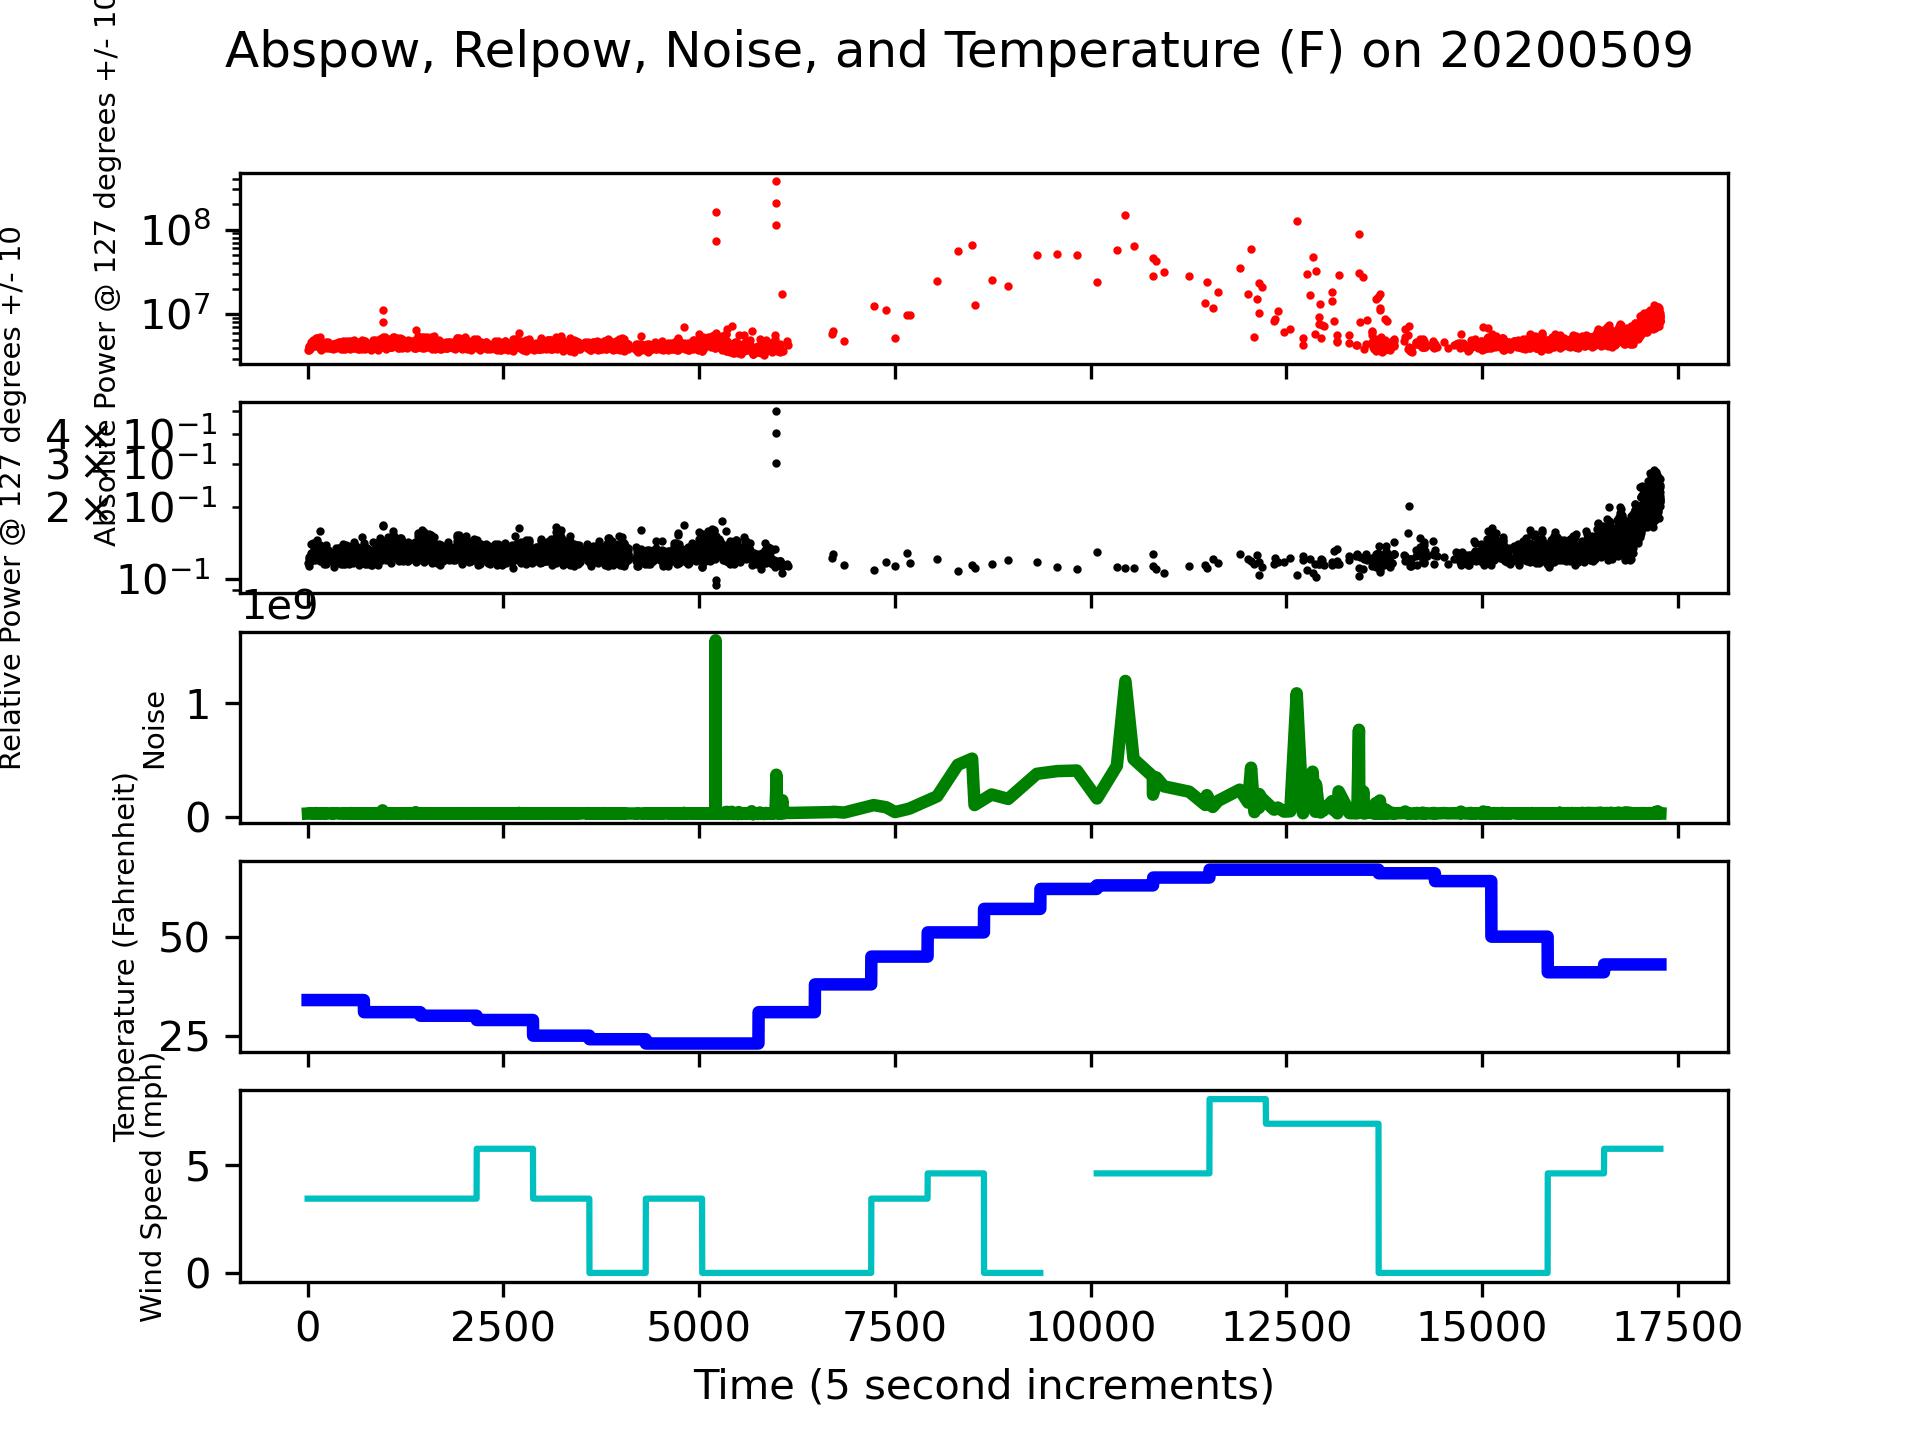 Abspow, Relpow, Noise, and Temperature (F) on 20200509
Absolute Power @ 127 degrees +/- 10
10⁸
10⁷
Relative Power @ 127 degrees +/- 10
4 × 10⁻¹
3 × 10⁻¹
2 × 10⁻¹
10⁻¹
1e9
Noise
1
0
Temperature (Fahrenheit)
50
25
Wind Speed (mph)
5
0
0 2500 5000 7500 10000 12500 15000 17500
Time (5 second increments)